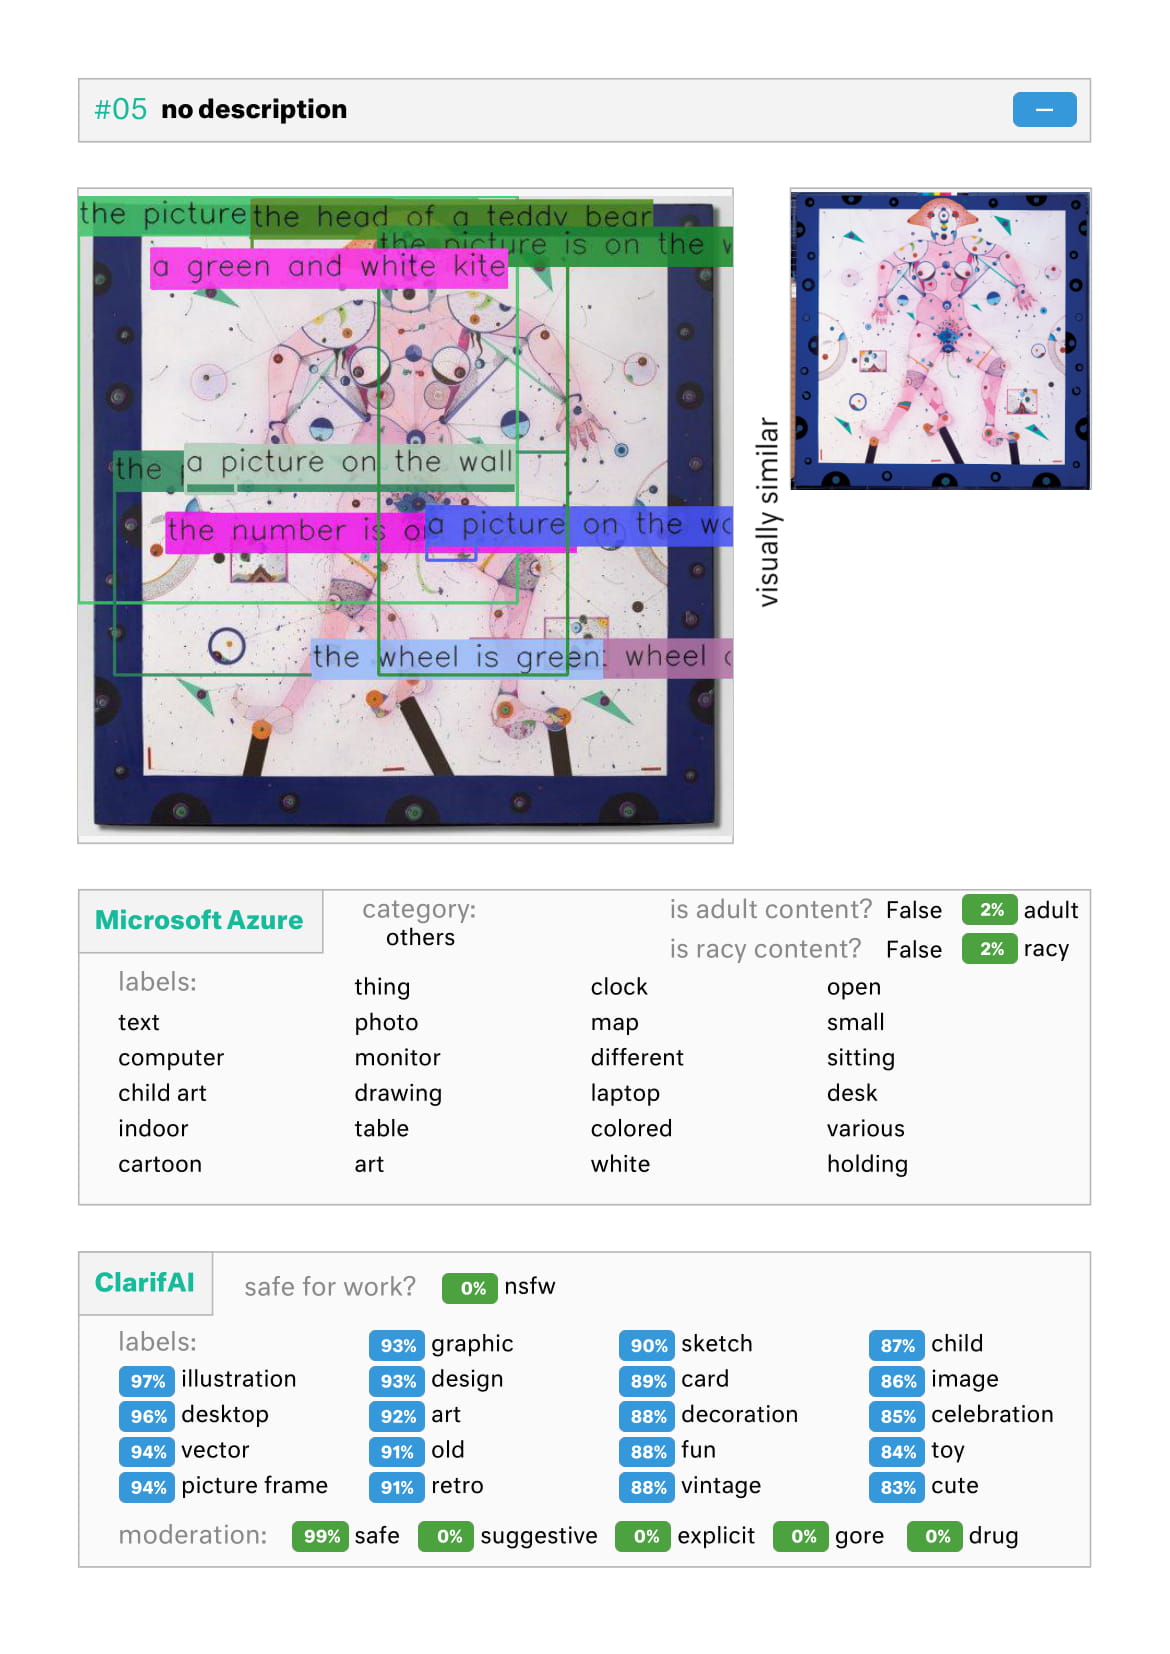 #05 no description
the picture
the head of a teddy bear
the picture is on the w
a green and white kite
the
a picture on the wall
the number is
a picture on the wo
the wheel is green
wheel
visually similar
Microsoft Azure
category:
others
is adult content? False 2% adult
is racy content? False 2% racy
labels:
text
computer
child art
indoor
cartoon
thing
photo
monitor
drawing
table
art
clock
map
different
laptop
colored
white
open
small
sitting
desk
various
holding
ClarifAI
safe for work? 0% nsfw
labels:
97% illustration
96% desktop
94% vector
94% picture frame
93% graphic
93% design
92% art
91% old
91% retro
90% sketch
89% card
88% decoration
88% fun
88% vintage
87% child
86% image
85% celebration
84% toy
83% cute
moderation: 99% safe 0% suggestive 0% explicit 0% gore 0% drug